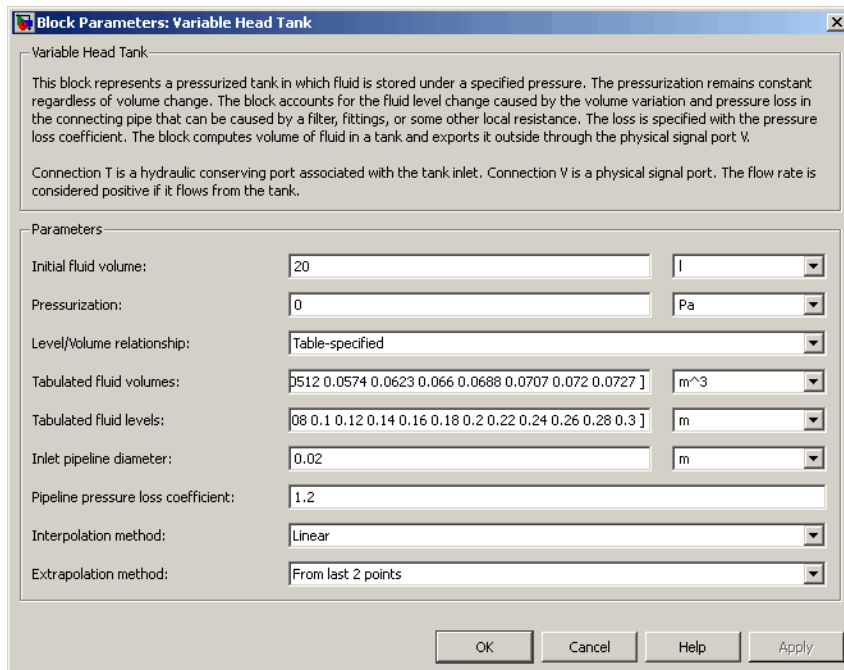 Block Parameters: Variable Head Tank
Variable Head Tank
This block represents a pressurized tank in which fluid is stored under a specified pressure. The pressurization remains constant
regardless of volume change. The block accounts for the fluid level change caused by the volume variation and pressure loss in
the connecting pipe that can be caused by a filter, fittings, or some other local resistance. The loss is specified with the pressure
loss coefficient. The block computes volume of fluid in a tank and exports it outside through the physical signal port V.
Connection T is a hydraulic conserving port associated with the tank inlet. Connection V is a physical signal port. The flow rate is
considered positive if it flows from the tank.
Parameters
Initial fluid volume: 20 l
Pressurization: 0 Pa
Level/Volume relationship: Table-specified
Tabulated fluid volumes: 0512 0.0574 0.0623 0.066 0.0688 0.0707 0.072 0.0727 ] m^3
Tabulated fluid levels: 08 0.1 0.12 0.14 0.16 0.18 0.2 0.22 0.24 0.26 0.28 0.3 ] m
Inlet pipeline diameter: 0.02 m
Pipeline pressure loss coefficient: 1.2
Interpolation method: Linear
Extrapolation method: From last 2 points
OK Cancel Help Apply